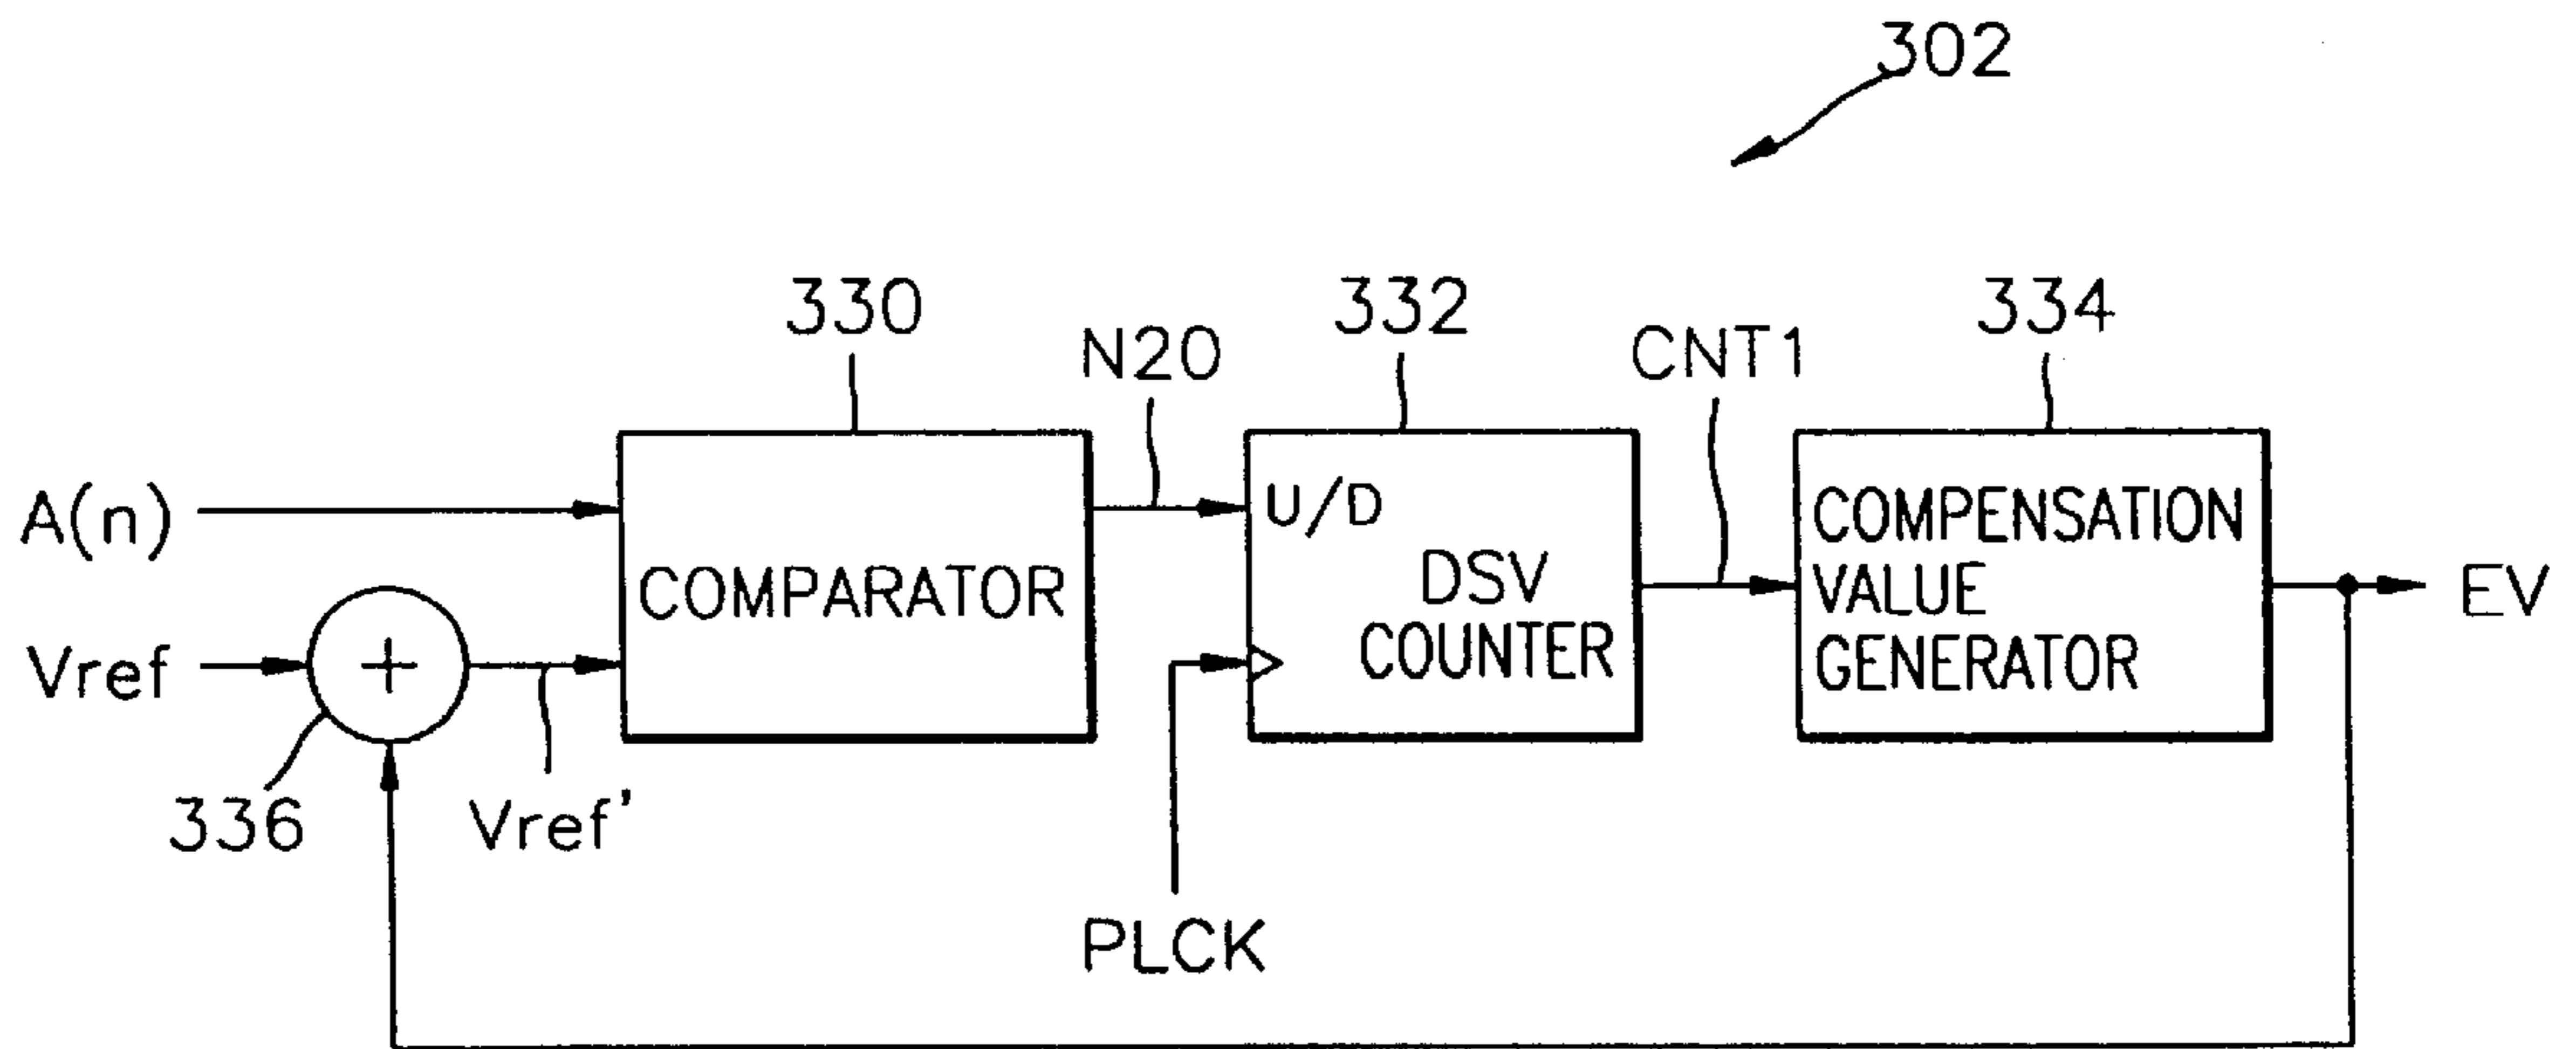 302
330
332
334
N20
CNT1
A(n)
U/D
COMPARATOR
DSV
COUNTER
COMPENSATION
VALUE
GENERATOR
EV
Vref
336
Vref'
PLCK